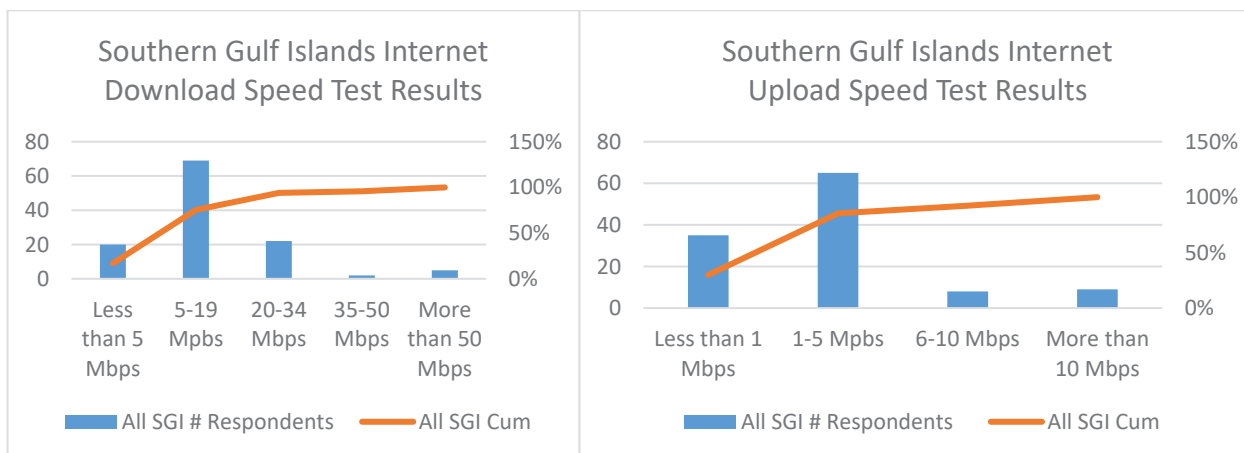 Southern Gulf Islands Internet
Download Speed Test Results
80
60
40
20
0
150%
100%
50%
0%
Less
than 5
Mbps
5-19
Mpbs
20-34
Mbps
35-50
Mbps
More
than 50
Mbps
All SGI # Respondents
All SGI Cum
Southern Gulf Islands Internet
Upload Speed Test Results
80
60
40
20
0
150%
100%
50%
0%
Less than 1
Mbps
1-5 Mpbs
6-10 Mbps
More than
10 Mbps
All SGI # Respondents
All SGI Cum